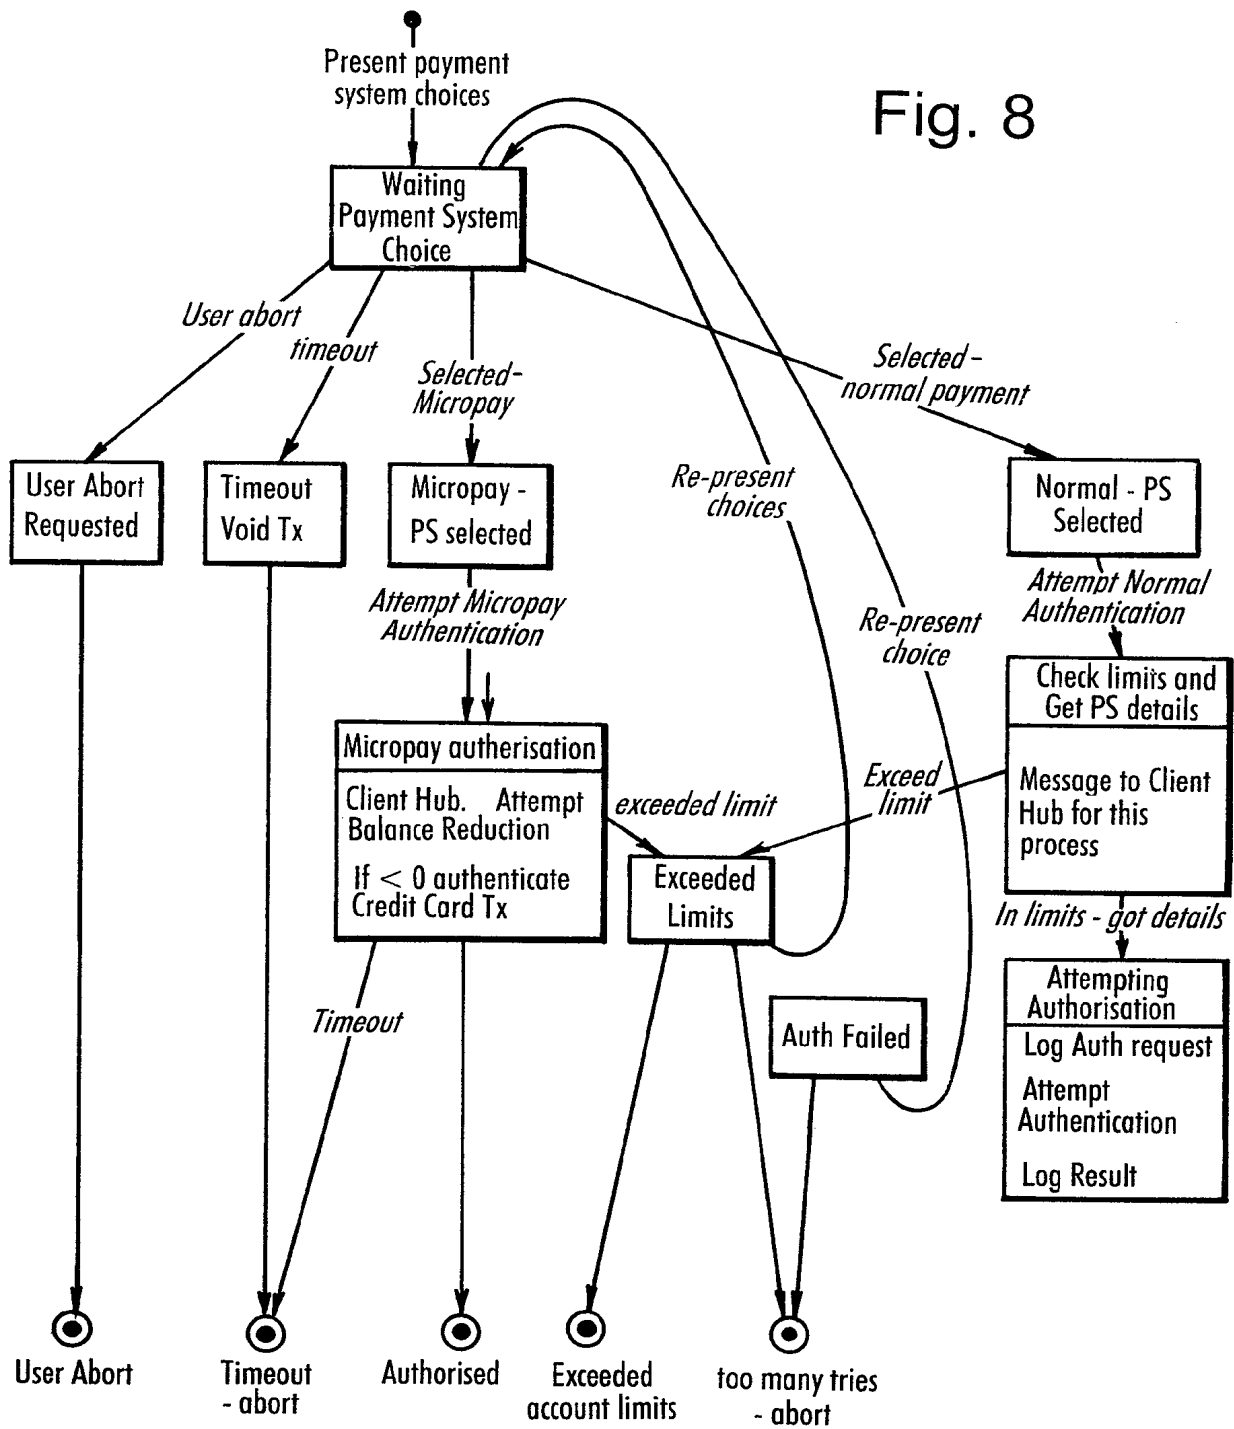 Present payment
system choices
Fig. 8
Waiting
Payment System
Choice
User abort
timeout
Selected-
Micropay
Selected-
normal payment
User Abort
Requested
Timeout
Void Tx
Micropay -
PS selected
Re-present
choices
Normal - PS
Selected
Attempt Micropay
Authentication
Attempt Normal
Authentication
Re-present
choice
Check limits and
Get PS details
Message to Client
Hub for this
process
Micropay autherisation
Client Hub. Attempt
Balance Reduction
If < 0 authenticate
Credit Card Tx
exceeded limit
Exceed
limit
Exceeded
Limits
In limits - got details
Attempting
Authorisation
Log Auth request
Attempt
Authentication
Log Result
Timeout
Auth Failed
User Abort
Timeout
- abort
Authorised
Exceeded
account limits
too many tries
- abort